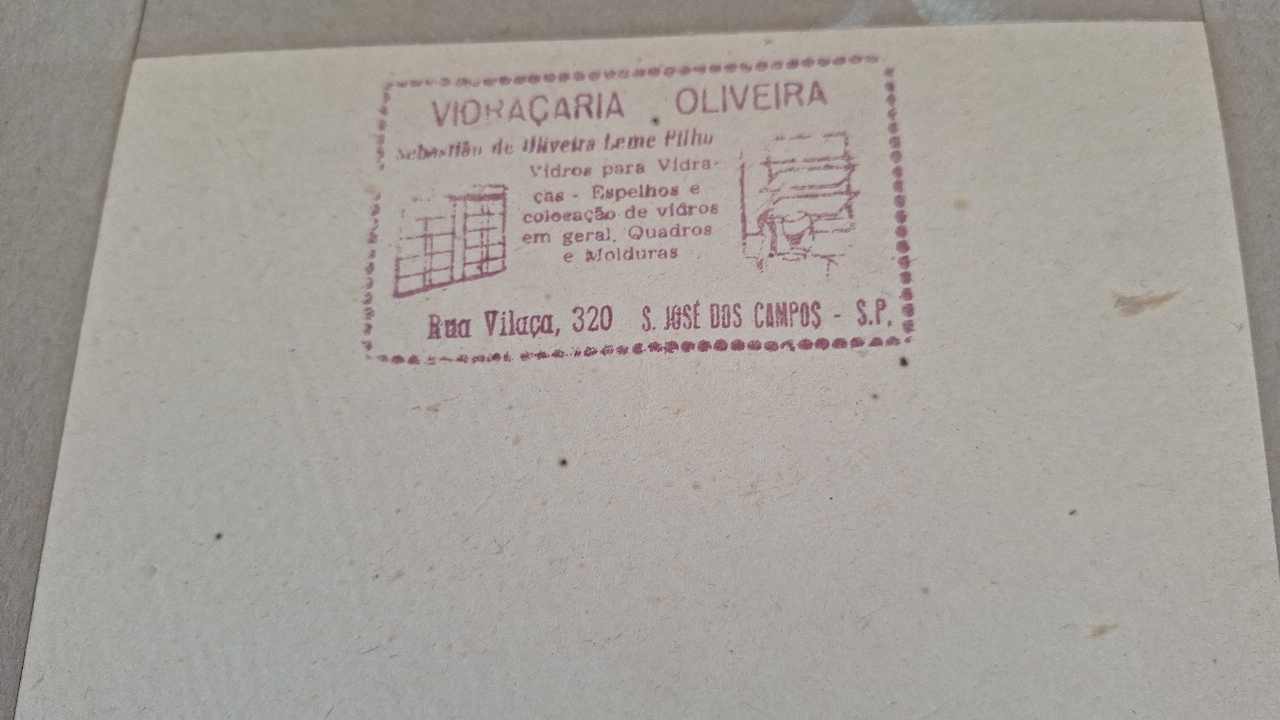 VIDRAÇARIA OLIVEIRA
Sebastião de Oliveira Leme Filho
Vidros para Vidra-
ças - Espelhos e
colocação de vidros
em geral. Quadros
e Molduras
Rua Vilaça, 320 S. JOSÉ DOS CAMPOS - S.P.